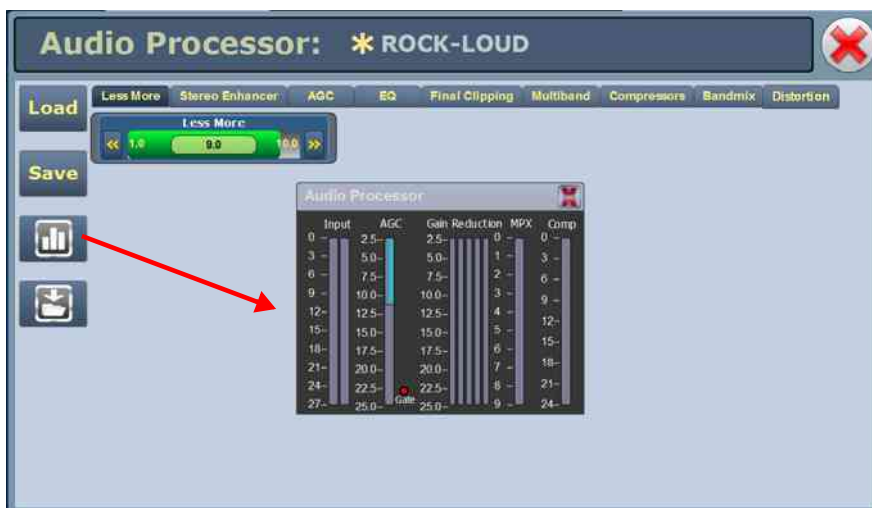 Audio Processor: ROCK-LOUD
Load
Save
Less More Stereo Enhancer AGC EQ Final Clipping Multiband Compressors Bandmix Distortion
Less More
1.0 9.0 10.0
Audio Processor
Input AGC Gain Reduction MPX Comp
0 2.5 2.5 0 0
3 5.0 5.0 1 3
6 7.5 7.5 2 6
9 10.0 10.0 3 9
12 12.5 12.5 4 12
15 15.0 15.0 5 15
18 17.5 17.5 6 18
21 20.0 20.0 7 21
24 22.5 22.5 8 24
27 25.0 Gate 25.0 9